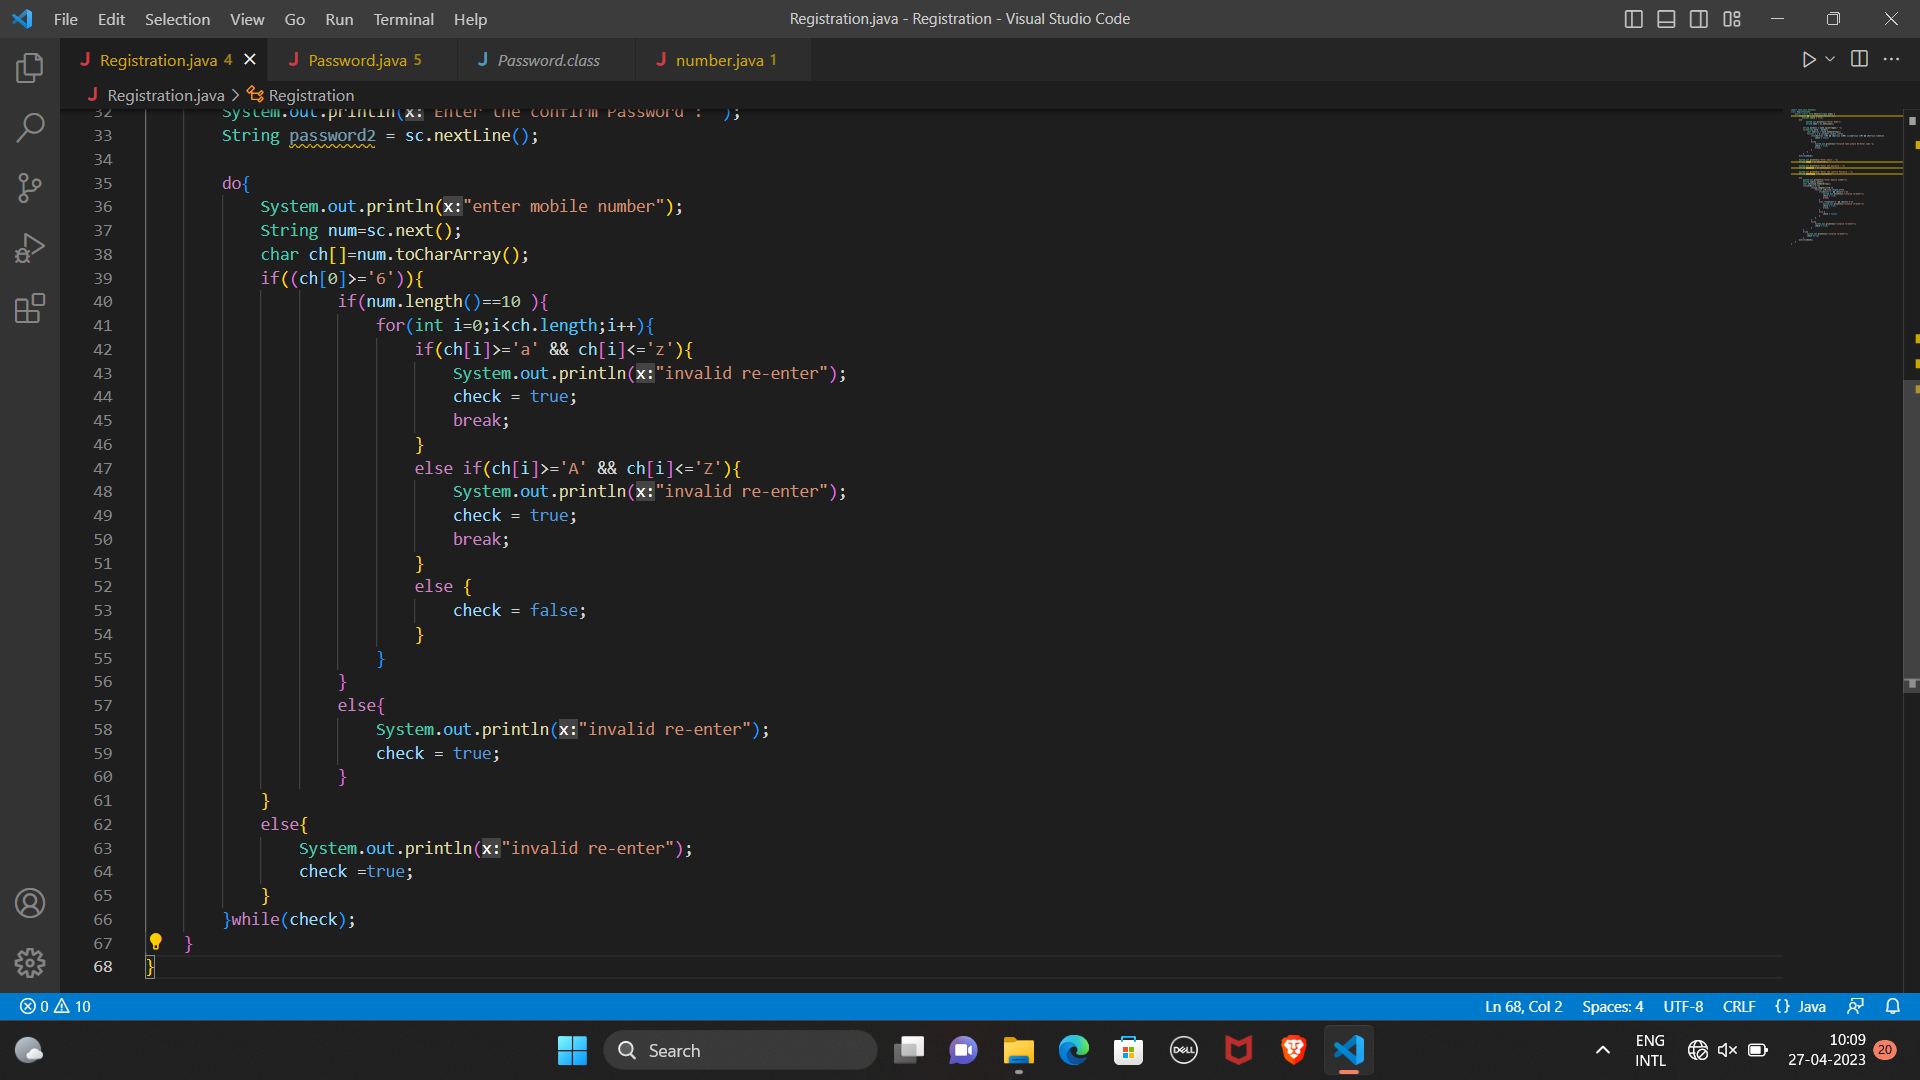 File Edit Selection View Go Run Terminal Help
Registration.java - Registration - Visual Studio Code
Registration.java 4
Password.java 5
Password.class
number.java 1
Registration.java > Registration
32 System.out.println(x:"Enter the confirm Password : ");
33 String password2 = sc.nextLine();
34
35 do{
36 System.out.println(x:"enter mobile number");
37 String num=sc.next();
38 char ch[]=num.toCharArray();
39 if((ch[0]>='6')){
40 if(num.length()==10 ){
41 for(int i=0;i<ch.length;i++){
42 if(ch[i]>='a' && ch[i]<='z'){
43 System.out.println(x:"invalid re-enter");
44 check = true;
45 break;
46 }
47 else if(ch[i]>='A' && ch[i]<='Z'){
48 System.out.println(x:"invalid re-enter");
49 check = true;
50 break;
51 }
52 else {
53 check = false;
54 }
55 }
56 }
57 else{
58 System.out.println(x:"invalid re-enter");
59 check = true;
60 }
61 }
62 else{
63 System.out.println(x:"invalid re-enter");
64 check =true;
65 }
66 }while(check);
67 }
68 }
0 10
Ln 68, Col 2 Spaces: 4 UTF-8 CRLF {} Java
Search
DELL
ENG
INTL
10:09
27-04-2023
20